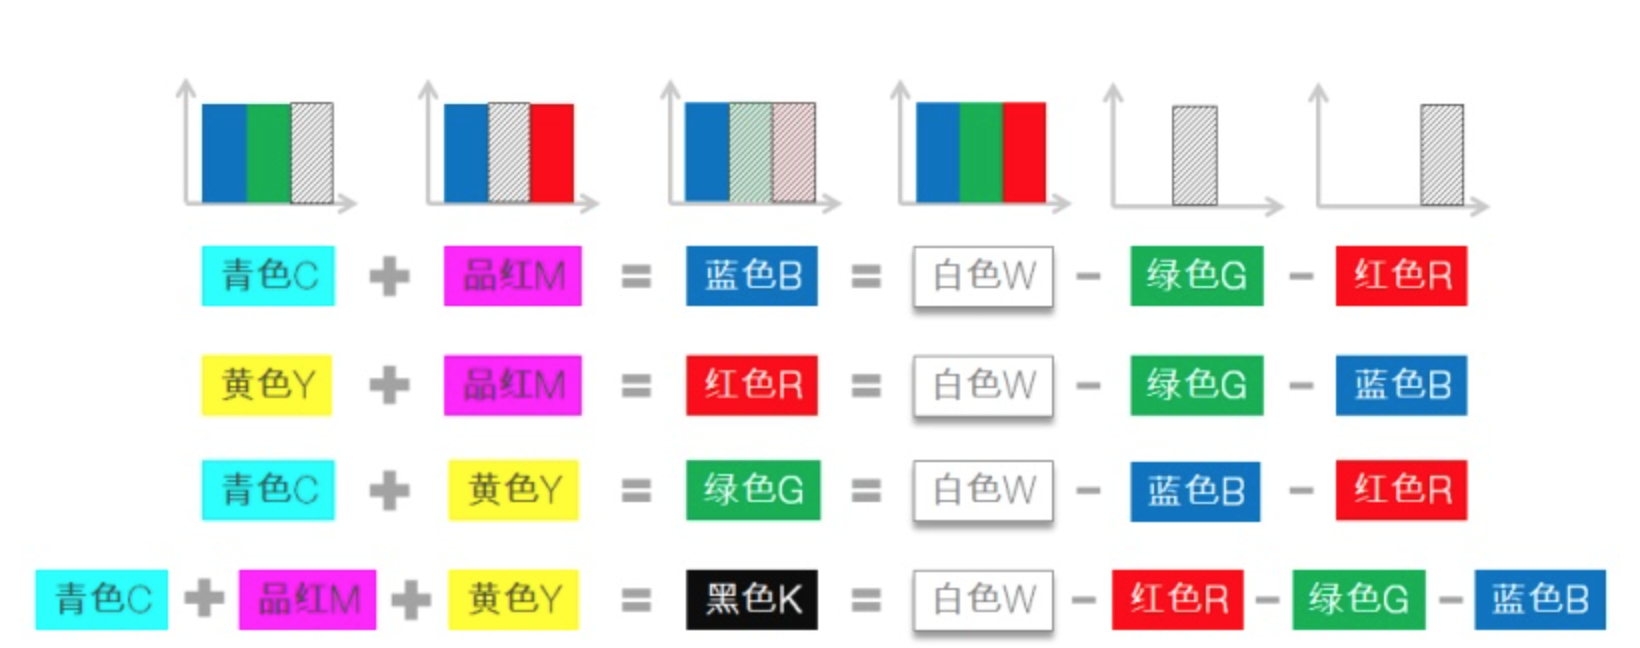 青色C + 品红M = 蓝色B = 白色W - 绿色G - 红色R
黄色Y + 品红M = 红色R = 白色W - 绿色G - 蓝色B
青色C + 黄色Y = 绿色G = 白色W - 蓝色B - 红色R
青色C + 品红M + 黄色Y = 黑色K = 白色W - 红色R - 绿色G - 蓝色B